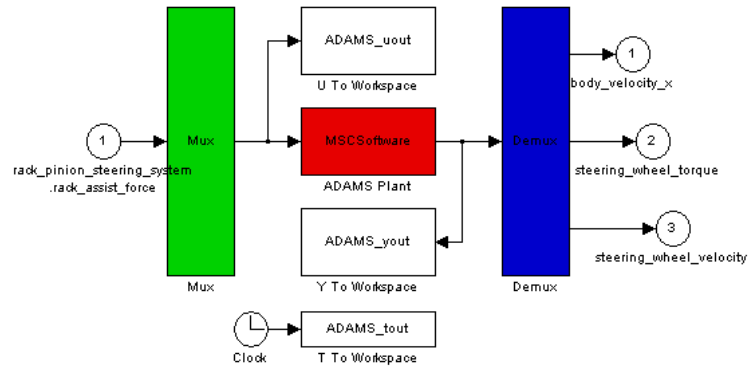 ADAMS_uout
U To Workspace
1
rack_pinion_steering_system
.rack_assist_force
Mux
Mux
MSCSoftware
ADAMS Plant
ADAMS_yout
Y To Workspace
Demux
Demux
1
body_velocity_x
2
steering_wheel_torque
3
steering_wheel_velocity
Clock
ADAMS_tout
T To Workspace